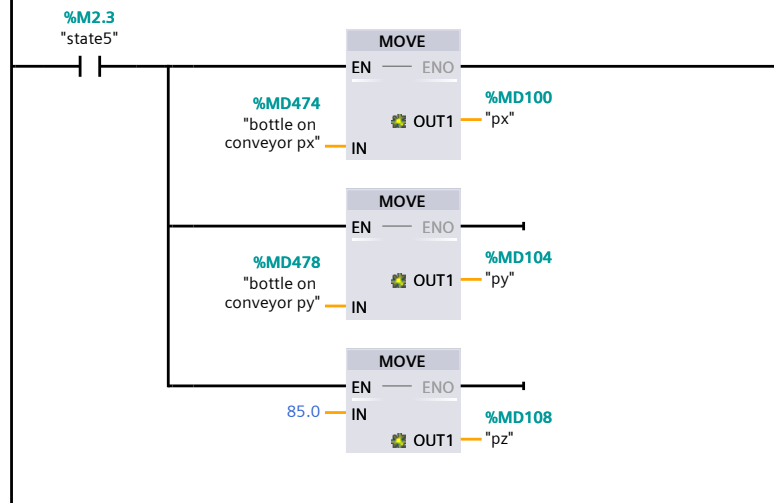 %M2.3
"state5"
MOVE
EN
ENO
%MD474
"bottle on
conveyor px"
IN
OUT1
%MD100
"px"
MOVE
EN
ENO
%MD478
"bottle on
conveyor py"
IN
OUT1
%MD104
"py"
MOVE
EN
ENO
85.0
IN
OUT1
%MD108
"pz"